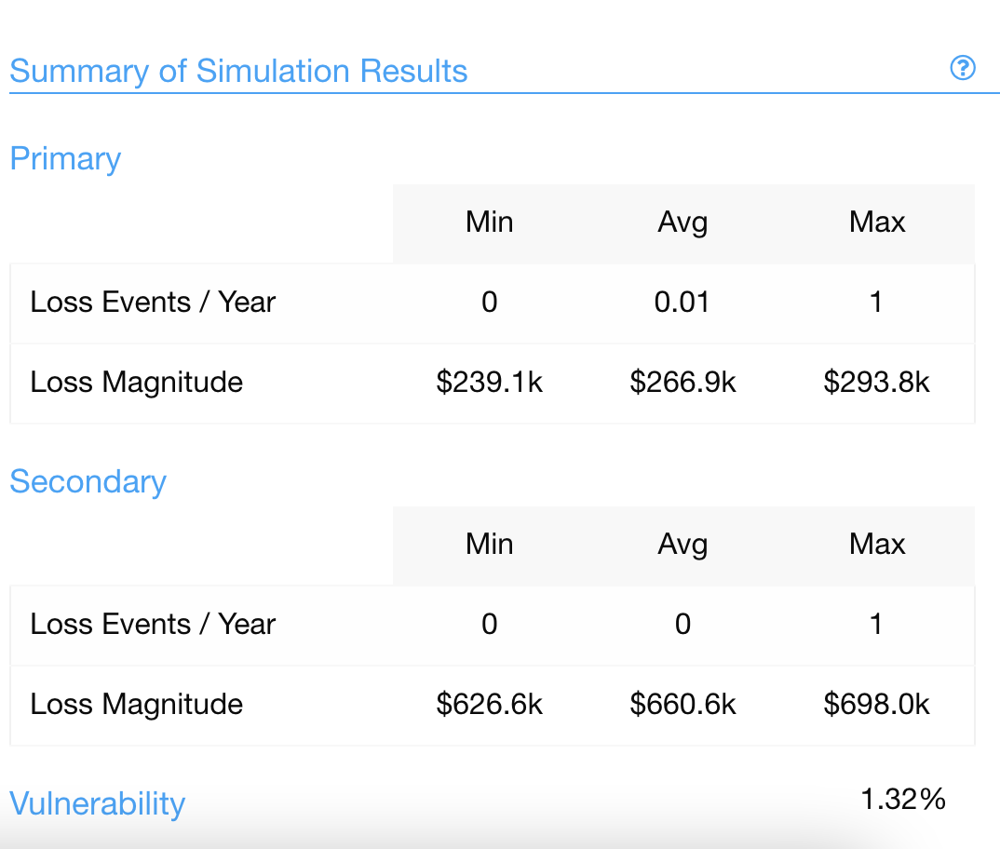 Summary of Simulation Results ?
Primary
Min Avg Max
Loss Events / Year 0 0.01 1
Loss Magnitude $239.1k $266.9k $293.8k
Secondary
Min Avg Max
Loss Events / Year 0 0 1
Loss Magnitude $626.6k $660.6k $698.0k
Vulnerability 1.32%